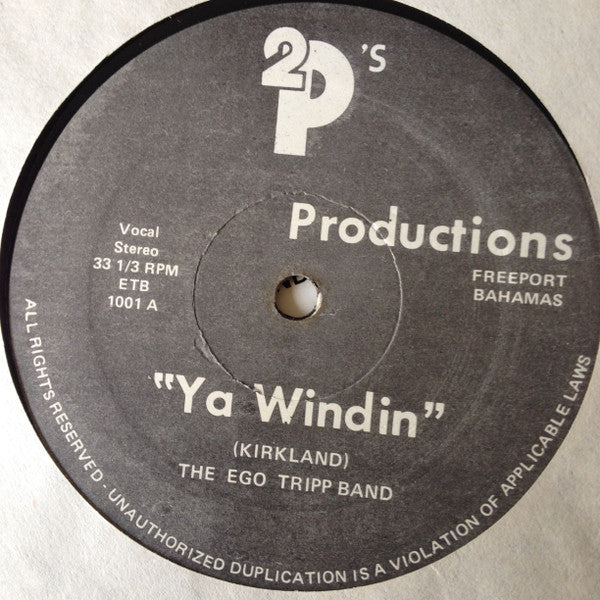 2P'S
Productions
FREEPORT
BAHAMAS
Vocal
Stereo
33 1/3 RPM
ETB
1001 A
"Ya Windin"
(KIRKLAND)
THE EGO TRIPP BAND
ALL RIGHTS RESERVED - UNAUTHORIZED DUPLICATION IS A VIOLATION OF APPLICABLE LAWS